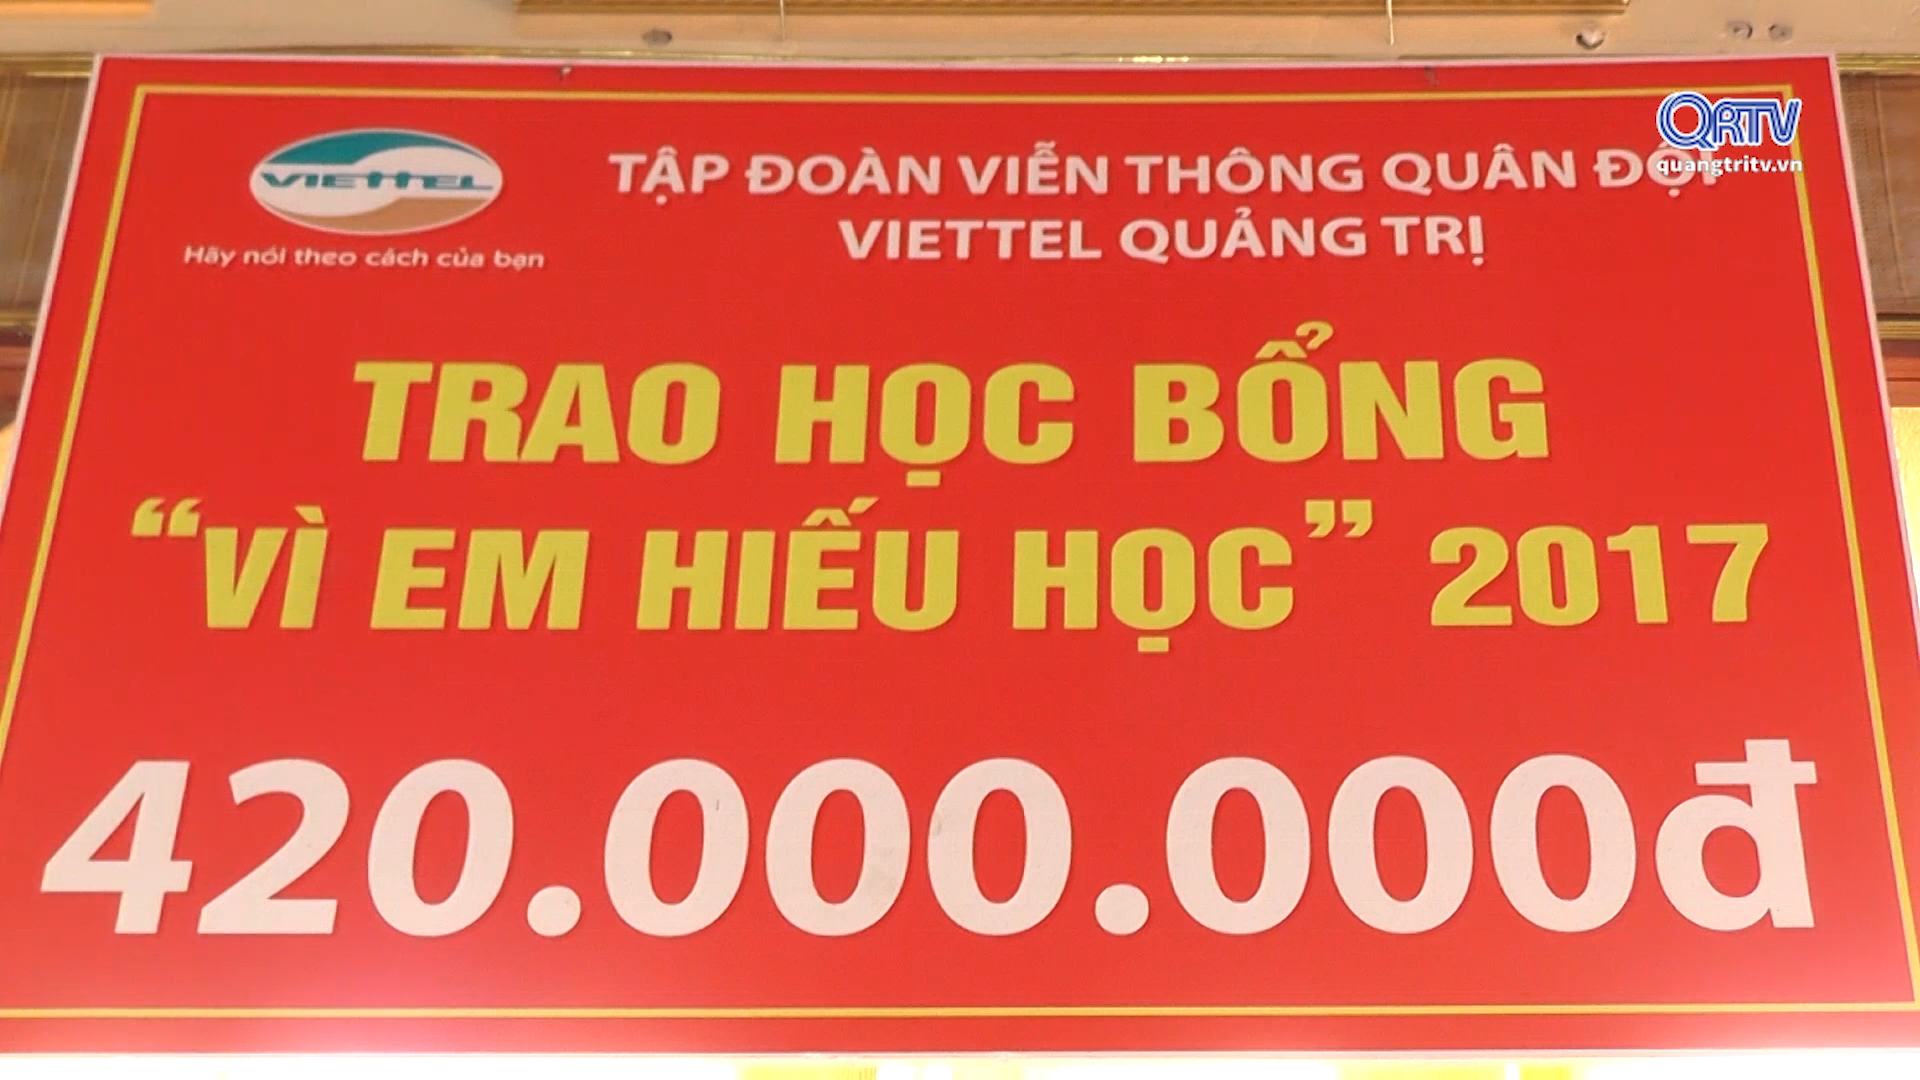 QRTV
quangtritv.vn
VIETTEL
Hãy nói theo cách của bạn
TẬP ĐOÀN VIỄN THÔNG QUÂN ĐỘI
VIETTEL QUẢNG TRỊ
TRAO HỌC BỔNG
“VÌ EM HIẾU HỌC” 2017
420.000.000đ